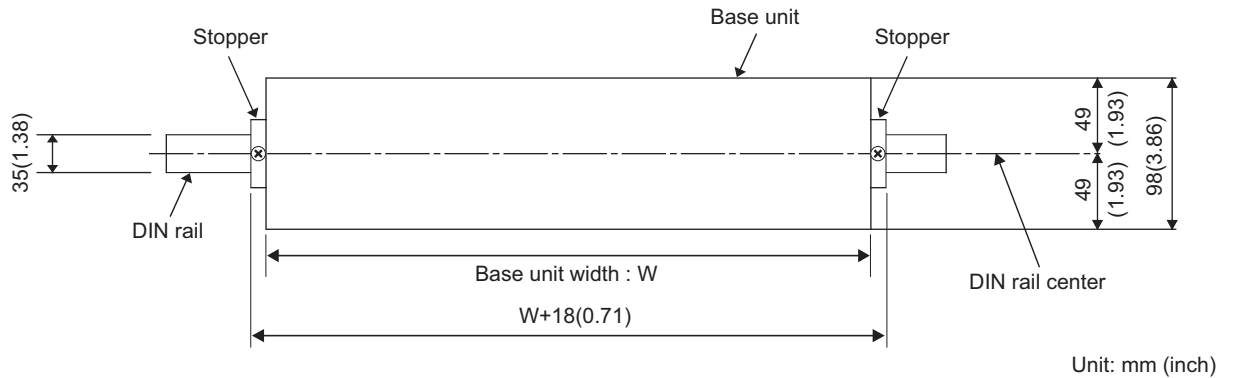 Base unit
Stopper
Stopper
35(1.38)
49
(1.93)
49
(1.93)
98(3.86)
DIN rail
Base unit width : W
DIN rail center
W+18(0.71)
Unit: mm (inch)